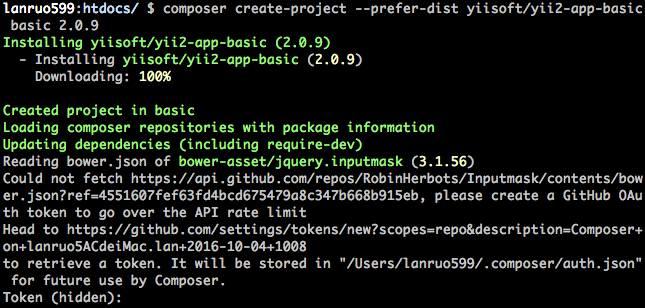 lanruo599:htdocs/ $ composer create-project --prefer-dist yiisoft/yii2-app-basic
basic 2.0.9
Installing yiisoft/yii2-app-basic (2.0.9)
- Installing yiisoft/yii2-app-basic (2.0.9)
Downloading: 100%
Created project in basic
Loading composer repositories with package information
Updating dependencies (including require-dev)
Reading bower.json of bower-asset/jquery.inputmask (3.1.56)
Could not fetch https://api.github.com/repos/RobinHerbots/Inputmask/contents/bow
er.json?ref=4551607fef63fd4bcd675479a8c347b668b915eb, please create a GitHub OAu
th token to go over the API rate limit
Head to https://github.com/settings/tokens/new?scopes=repo&description=Composer+
on+lanruo5ACdeiMac.lan+2016-10-04+1008
to retrieve a token. It will be stored in "/Users/lanruo599/.composer/auth.json"
for future use by Composer.
Token (hidden):